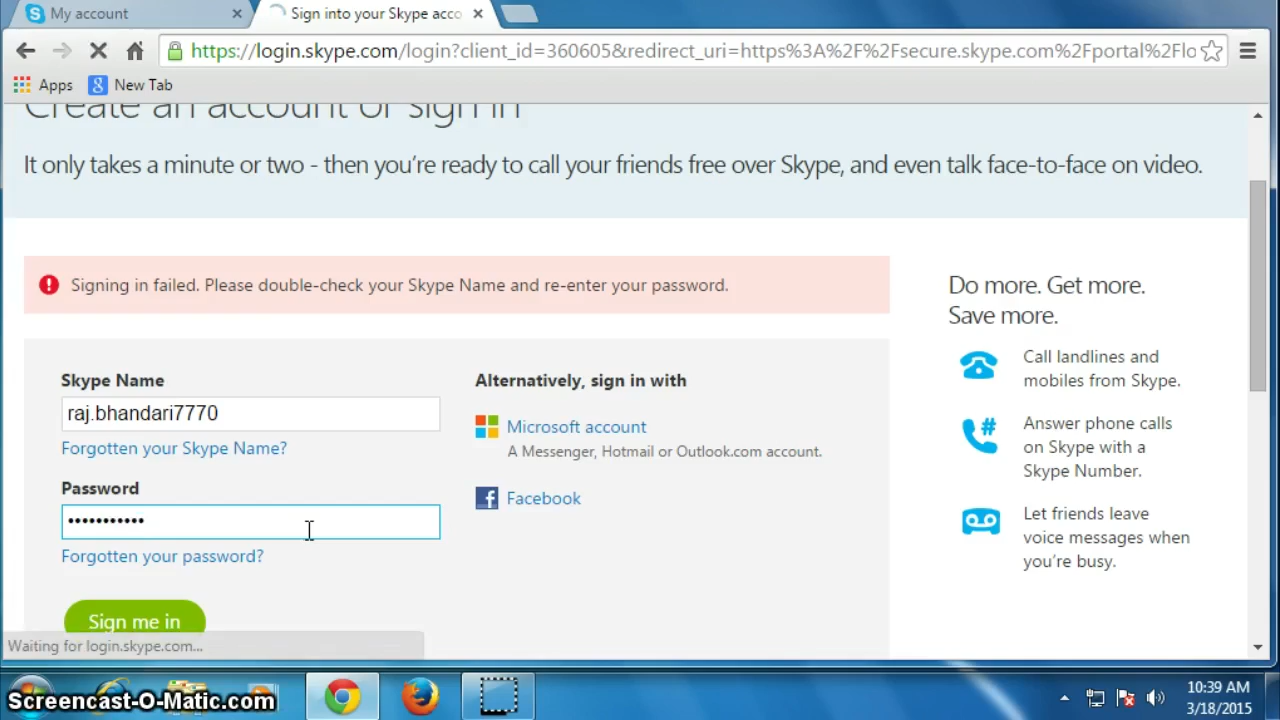 My account
Sign into your Skype acco
https://login.skype.com/login?client_id=360605&redirect_uri=https%3A%2F%2Fsecure.skype.com%2Fportal%2Flo
Apps
New Tab
Create an account or sign in
It only takes a minute or two - then you're ready to call your friends free over Skype, and even talk face-to-face on video.
Signing in failed. Please double-check your Skype Name and re-enter your password.
Skype Name
raj.bhandari7770
Forgotten your Skype Name?
Password
•••••••••••
Forgotten your password?
Sign me in
Alternatively, sign in with
Microsoft account
A Messenger, Hotmail or Outlook.com account.
Facebook
Do more. Get more.
Save more.
Call landlines and
mobiles from Skype.
Answer phone calls
on Skype with a
Skype Number.
Let friends leave
voice messages when
you're busy.
Waiting for login.skype.com...
Screencast-O-Matic.com
10:39 AM
3/18/2015